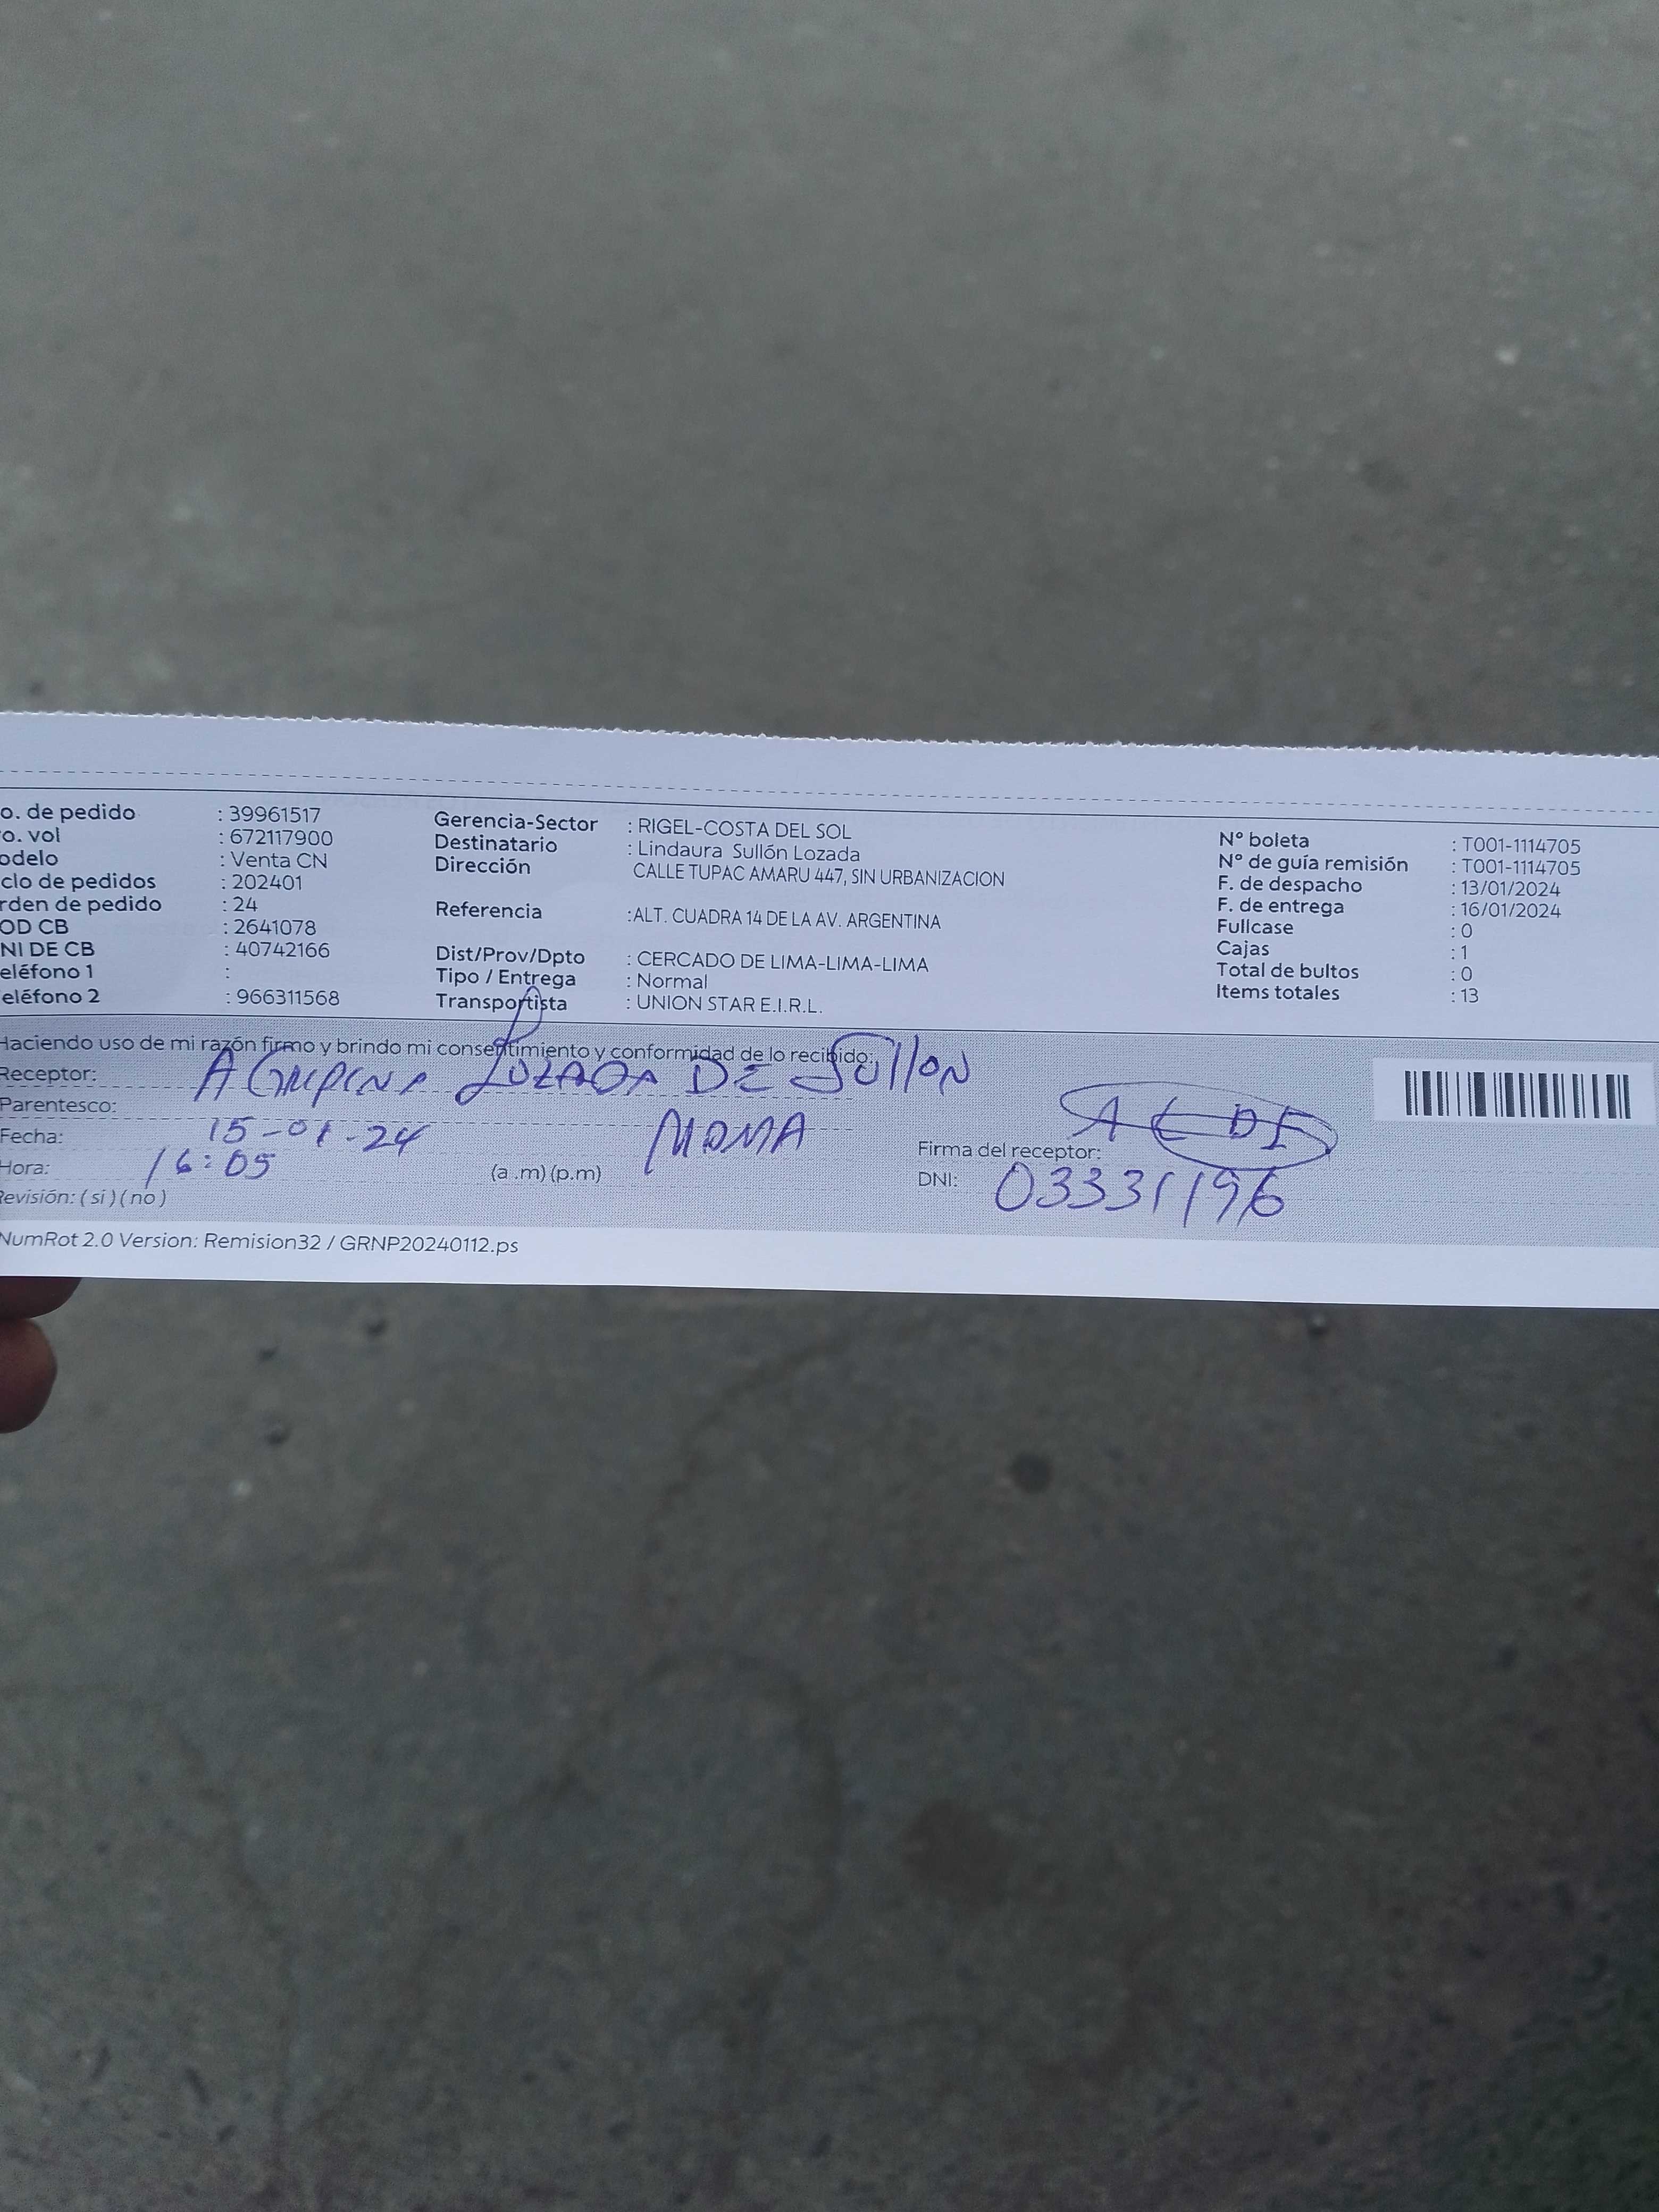 o. de pedido : 39961517 Gerencia-Sector : RIGEL-COSTA DEL SOL Nº boleta : T001-1114705
o. vol : 672117900 Destinatario : Lindaura Sullón Lozada Nº de guía remisión : T001-1114705
odelo : Venta CN Dirección CALLE TUPAC AMARU 447, SIN URBANIZACION F. de despacho : 13/01/2024
clo de pedidos : 202401 F. de entrega : 16/01/2024
rden de pedido : 24 Referencia :ALT. CUADRA 14 DE LA AV. ARGENTINA Fullcase : 0
OD CB : 2641078 Cajas : 1
NI DE CB : 40742166 Dist/Prov/Dpto : CERCADO DE LIMA-LIMA-LIMA Total de bultos : 0
eléfono 1 : Tipo / Entrega : Normal Items totales : 13
eléfono 2 : 966311568 Transportista : UNION STAR E.I.R.L.
Haciendo uso de mi razón firmo y brindo mi consentimiento y conformidad de lo recibido:
Receptor: LOZADA DE SULLON
Parentesco: MAMA
Fecha: 15-01-24
Firma del receptor:
Hora: 16:05 (a .m) (p.m) DNI: 03331196
Revisión: ( si ) ( no )
NumRot 2.0 Version: Remision32 / GRNP20240112.ps